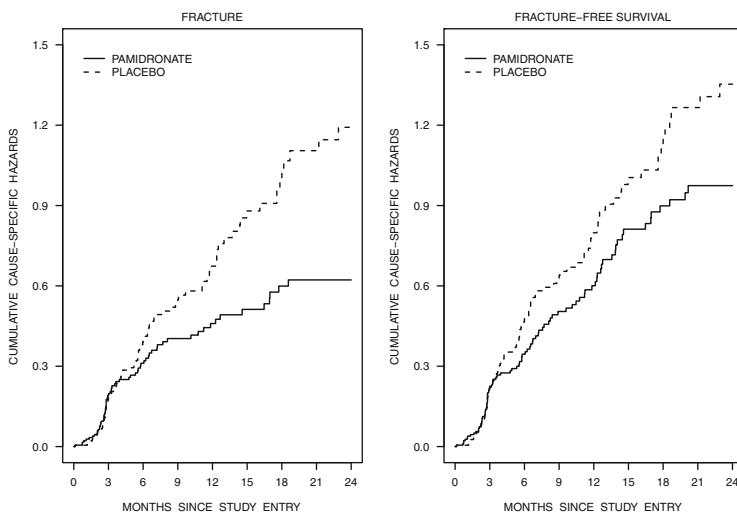 FRACTURE
CUMULATIVE CAUSE−SPECIFIC HAZARDS
1.5
1.2
0.9
0.6
0.3
0.0
PAMIDRONATE
PLACEBO
0 3 6 9 12 15 18 21 24
MONTHS SINCE STUDY ENTRY
FRACTURE−FREE SURVIVAL
CUMULATIVE CAUSE−SPECIFIC HAZARDS
1.5
1.2
0.9
0.6
0.3
0.0
PAMIDRONATE
PLACEBO
0 3 6 9 12 15 18 21 24
MONTHS SINCE STUDY ENTRY